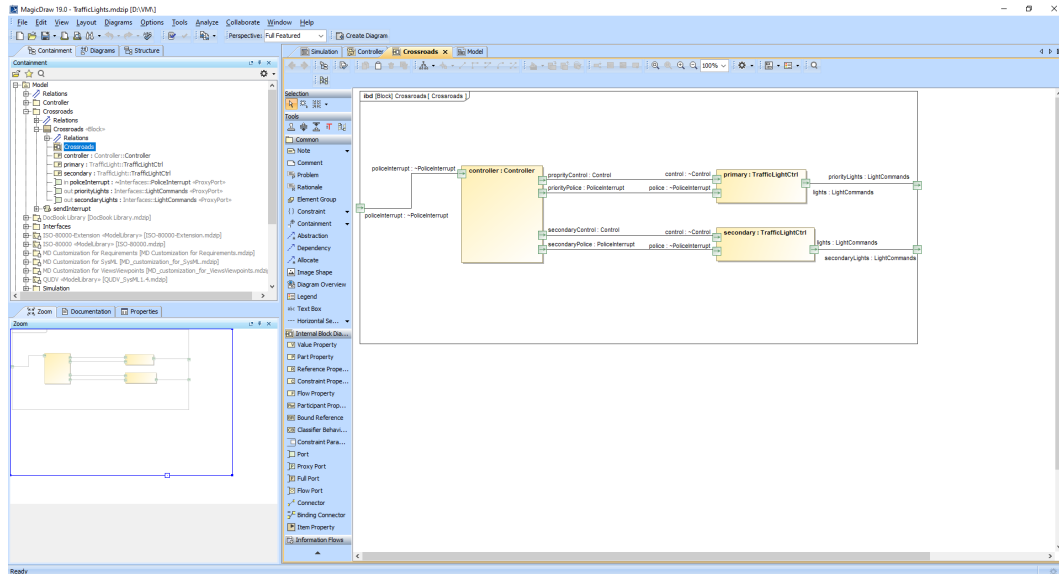 MagicDraw 19.0 - TrafficLights.mdzip [D:\VM\]
File Edit View Layout Diagrams Options Tools Analyze Collaborate Window Help
Perspective: Full Featured
Create Diagram
Containment
Diagrams
Structure
Containment
Model
Relations
Controller
Crossroads
Relations
Crossroads «Block»
Relations
Crossroads
controller : Controller::Controller
primary : TrafficLight::TrafficLightCtrl
secondary : TrafficLight::TrafficLightCtrl
in policeInterrupt : ~Interfaces::PoliceInterrupt «ProxyPort»
out priorityLights : Interfaces::LightCommands «ProxyPort»
out secondaryLights : Interfaces::LightCommands «ProxyPort»
sendInterrupt
DocBook Library [DocBook Library.mdzip]
Interfaces
ISO-80000-Extension «ModelLibrary» [ISO-80000-Extension.mdzip]
ISO-80000 «ModelLibrary» [ISO-80000.mdzip]
MD Customization for Requirements [MD Customization for Requirements.mdzip]
MD Customization for SysML [MD_customization_for_SysML.mdzip]
MD Customization for ViewsViewpoints [MD_customization_for_ViewsViewpoints.mdzip
QUDV «ModelLibrary» [QUDV_SysML1.4.mdzip]
Simulation
Zoom
Documentation
Properties
Zoom
Ready
Simulation
Controller
Crossroads
Model
100%
Selection
Tools
Common
Note
Comment
Problem
Rationale
Element Group
Constraint
Containment
Abstraction
Dependency
Allocate
Image Shape
Diagram Overview
Legend
Text Box
Horizontal Se...
Internal Block Dia...
Value Property
Part Property
Reference Prope...
Constraint Prope...
Flow Property
Participant Prop...
Bound Reference
Classifier Behavi...
Constraint Para...
Port
Proxy Port
Full Port
Flow Port
Connector
Binding Connector
Item Property
Information Flows
ibd [Block] Crossroads [ Crossroads ]
policeInterrupt : ~PoliceInterrupt
policeInterrupt : ~PoliceInterrupt
controller : Controller
proprityControl : Control
priorityPolice : PoliceInterrupt
secondaryControl : Control
secondaryPolice : PoliceInterrupt
control : ~Control
police : ~PoliceInterrupt
primary : TrafficLightCtrl
priorityLights : LightCommands
lights : LightCommands
control : ~Control
police : ~PoliceInterrupt
secondary : TrafficLightCtrl
lights : LightCommands
secondaryLights : LightCommands